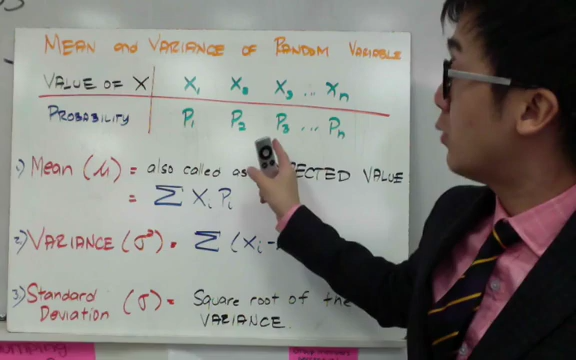 MEAN and VARIANCE OF RANDOM VARIABLE
VALUE OF X X₁ X₂ X₃ ... Xn
PROBABILITY P₁ P₂ P₃ ... Pn
1) Mean (μ) = also called as EXPECTED VALUE
= Σ Xi Pi
2) VARIANCE (σ²) = Σ (Xi -
3) Standard Deviation (σ) = Square root of the
VARIANCE.